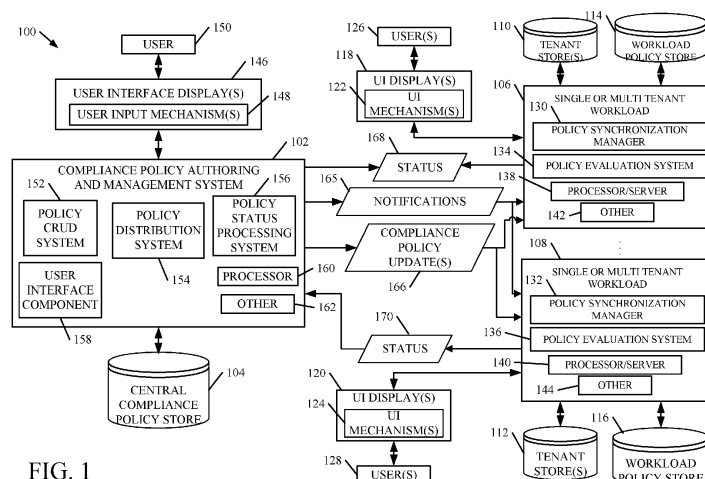 100
USER
150
146
USER INTERFACE DISPLAY(S)
USER INPUT MECHANISM(S)
148
102
COMPLIANCE POLICY AUTHORING
AND MANAGEMENT SYSTEM
152
POLICY
CRUD
SYSTEM
POLICY
DISTRIBUTION
SYSTEM
154
156
POLICY
STATUS
PROCESSING
SYSTEM
USER
INTERFACE
COMPONENT
158
PROCESSOR
160
OTHER
162
CENTRAL
COMPLIANCE
POLICY STORE
104
FIG. 1
126
USER(S)
118
UI DISPLAY(S)
122
UI
MECHANISM(S)
168
STATUS
165
NOTIFICATIONS
COMPLIANCE
POLICY
UPDATE(S)
166
170
STATUS
120
UI DISPLAY(S)
124
UI
MECHANISM(S)
128
USER(S)
110
TENANT
STORE(S)
114
WORKLOAD
POLICY STORE
106
SINGLE OR MULTI TENANT
WORKLOAD
130
POLICY SYNCHRONIZATION
MANAGER
134
POLICY EVALUATION SYSTEM
138
PROCESSOR/SERVER
142
OTHER
108
SINGLE OR MULTI TENANT
WORKLOAD
132
POLICY SYNCHRONIZATION
MANAGER
136
POLICY EVALUATION SYSTEM
140
PROCESSOR/SERVER
144
OTHER
112
TENANT
STORE(S)
116
WORKLOAD
POLICY STORE